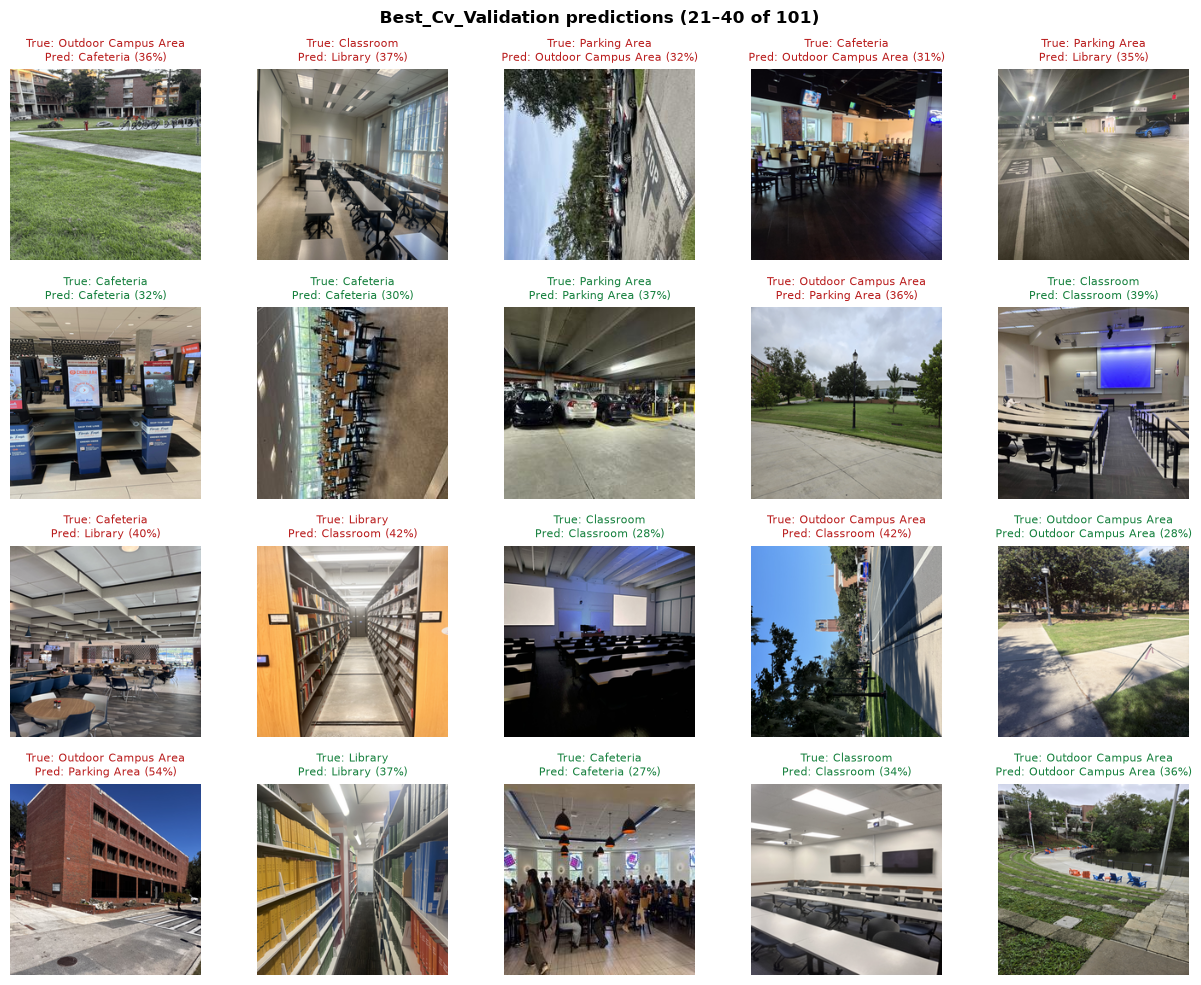 Best_Cv_Validation predictions (21–40 of 101)
True: Outdoor Campus Area
Pred: Cafeteria (36%)
True: Classroom
Pred: Library (37%)
True: Parking Area
Pred: Outdoor Campus Area (32%)
True: Cafeteria
Pred: Outdoor Campus Area (31%)
True: Parking Area
Pred: Library (35%)
STOP
True: Cafeteria
Pred: Cafeteria (32%)
True: Cafeteria
Pred: Cafeteria (30%)
True: Parking Area
Pred: Parking Area (37%)
True: Outdoor Campus Area
Pred: Parking Area (36%)
True: Classroom
Pred: Classroom (39%)
True: Cafeteria
Pred: Library (40%)
True: Library
Pred: Classroom (42%)
True: Classroom
Pred: Classroom (28%)
True: Outdoor Campus Area
Pred: Classroom (42%)
True: Outdoor Campus Area
Pred: Outdoor Campus Area (28%)
True: Outdoor Campus Area
Pred: Parking Area (54%)
True: Library
Pred: Library (37%)
True: Cafeteria
Pred: Cafeteria (27%)
True: Classroom
Pred: Classroom (34%)
True: Outdoor Campus Area
Pred: Outdoor Campus Area (36%)